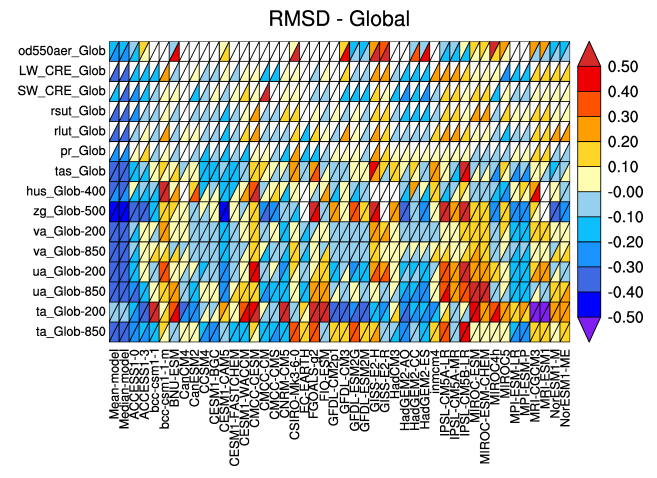 RMSD - Global
od550aer_Glob
LW_CRE_Glob
SW_CRE_Glob
rsut_Glob
rlut_Glob
pr_Glob
tas_Glob
hus_Glob-400
zg_Glob-500
va_Glob-200
va_Glob-850
ua_Glob-200
ua_Glob-850
ta_Glob-200
ta_Glob-850
0.50
0.40
0.30
0.20
0.10
-0.00
-0.10
-0.20
-0.30
-0.40
-0.50
Mean-model
Median-model
ACCESS1-0
ACCESS1-3
bcc-csm1-1
bcc-csm1-1-m
BNU-ESM
CanCM4
CanESM2
CCSM4
CESM1-BGC
CESM1-CAM5
CESM1-FASTCHEM
CESM1-WACCM
CMCC-CESM
CMCC-CM
CMCC-CMS
CNRM-CM5
CSIRO-Mk3-6-0
EC-EARTH
FGOALS-g2
FIO-ESM
GFDL-CM2p1
GFDL-CM3
GFDL-ESM2G
GFDL-ESM2M
GISS-E2-H
GISS-E2-R
HadCM3
HadGEM2-AO
HadGEM2-CC
HadGEM2-ES
inmcm4
IPSL-CM5A-LR
IPSL-CM5A-MR
IPSL-CM5B-LR
MIROC-ESM
MIROC-ESM-CHEM
MIROC4h
MIROC5
MPI-ESM-LR
MPI-ESM-P
MRI-CGCM3
MRI-ESM1
NorESM1-M
NorESM1-ME